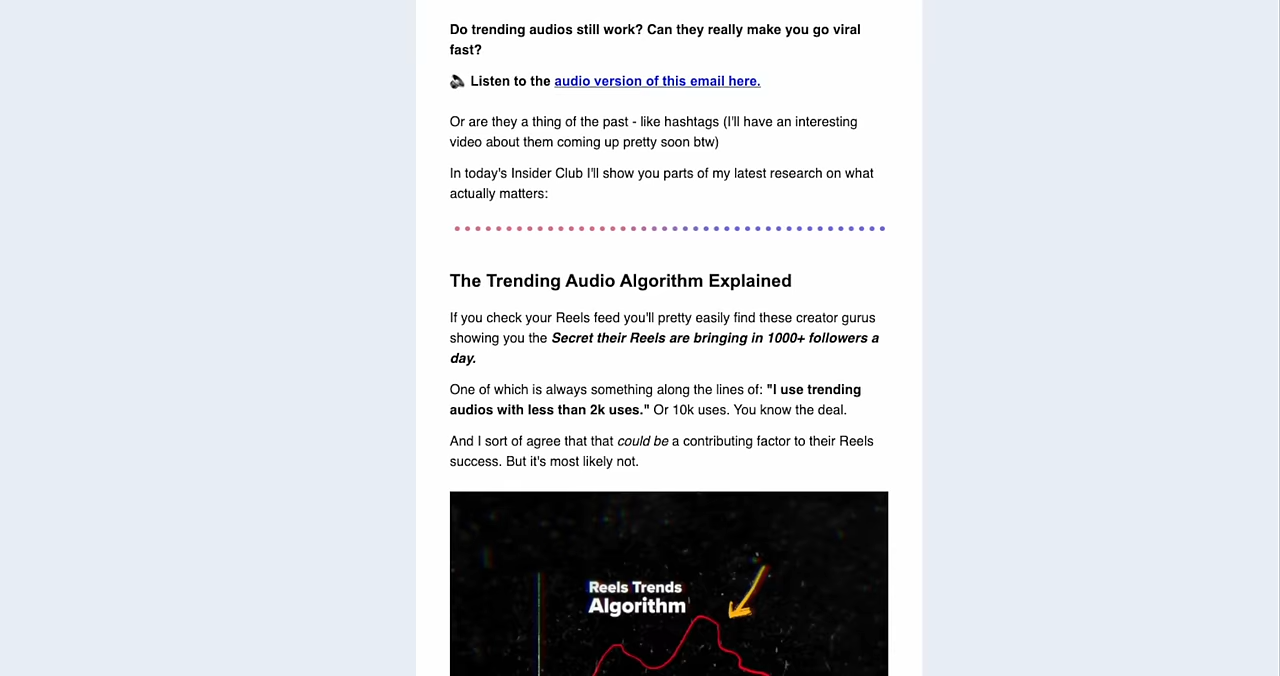 Do trending audios still work? Can they really make you go viral
fast?
🔊 Listen to the audio version of this email here.
Or are they a thing of the past - like hashtags (I'll have an interesting
video about them coming up pretty soon btw)
In today's Insider Club I'll show you parts of my latest research on what
actually matters:
The Trending Audio Algorithm Explained
If you check your Reels feed you'll pretty easily find these creator gurus
showing you the Secret their Reels are bringing in 1000+ followers a
day.
One of which is always something along the lines of: "I use trending
audios with less than 2k uses." Or 10k uses. You know the deal.
And I sort of agree that that could be a contributing factor to their Reels
success. But it's most likely not.
Reels Trends
Algorithm